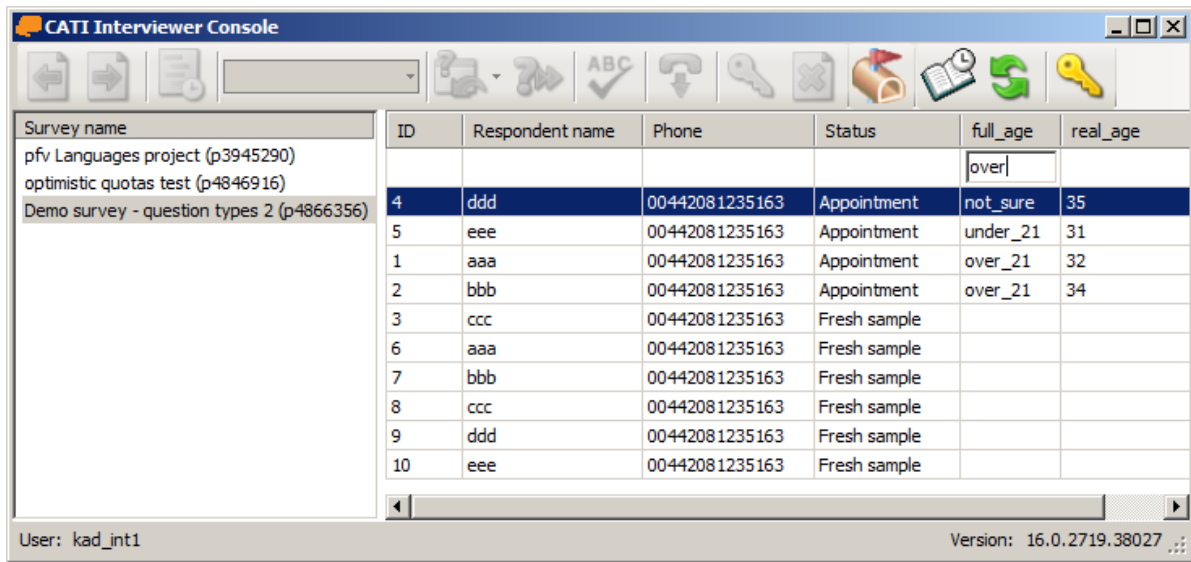 CATI Interviewer Console
ABC
Survey name
pfv Languages project (p3945290)
optimistic quotas test (p4846916)
Demo survey - question types 2 (p4866356)
ID Respondent name Phone Status full_age real_age
over
4 ddd 00442081235163 Appointment not_sure 35
5 eee 00442081235163 Appointment under_21 31
1 aaa 00442081235163 Appointment over_21 32
2 bbb 00442081235163 Appointment over_21 34
3 ccc 00442081235163 Fresh sample
6 aaa 00442081235163 Fresh sample
7 bbb 00442081235163 Fresh sample
8 ccc 00442081235163 Fresh sample
9 ddd 00442081235163 Fresh sample
10 eee 00442081235163 Fresh sample
User: kad_int1 Version: 16.0.2719.38027